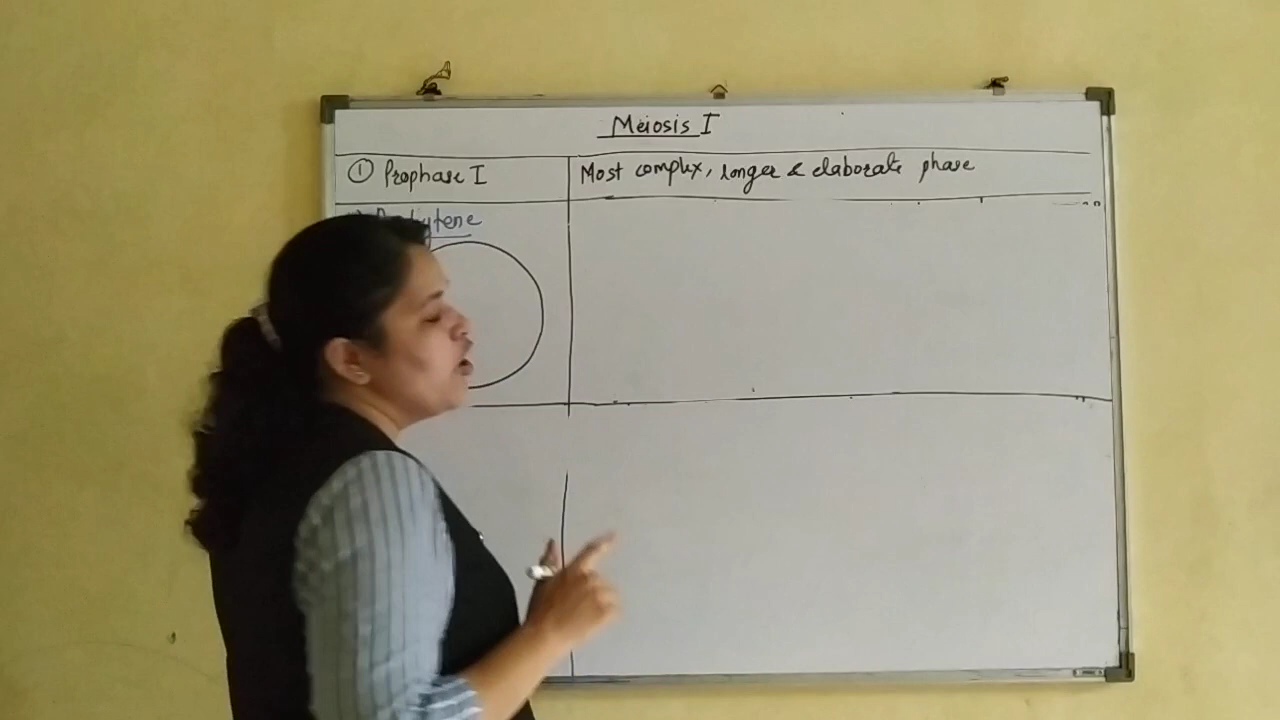 Meiosis I
① Prophase I
Most complex, longer & elaborate phase